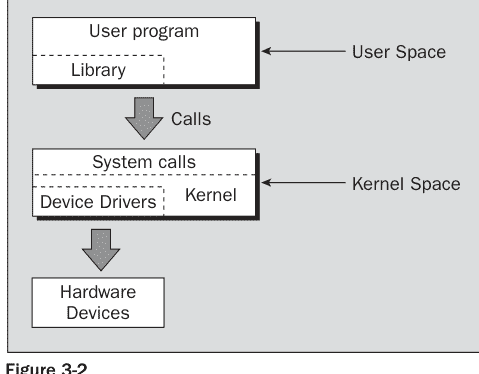 User program
Library
User Space
Calls
System calls
Device Drivers
Kernel
Kernel Space
Hardware
Devices
Figure 3-2